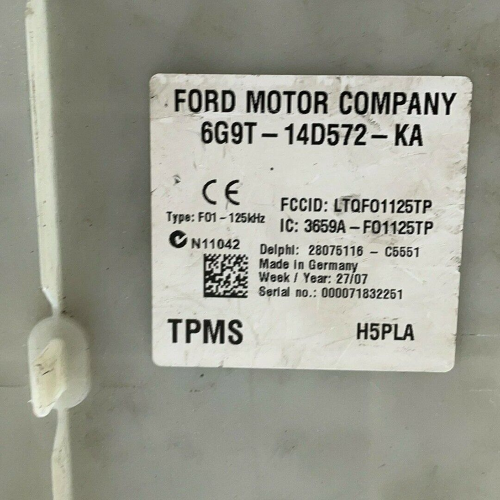 FORD MOTOR COMPANY
6G9T-14D572-KA
CE
Type: F01-125kHz
FCCID: LTQFO1125TP
IC: 3659A-FO1125TP
N11042
Delphi: 28075116 - C5551
Made in Germany
Week / Year: 27/07
Serial no.: 000071832251
TPMS
H5PLA